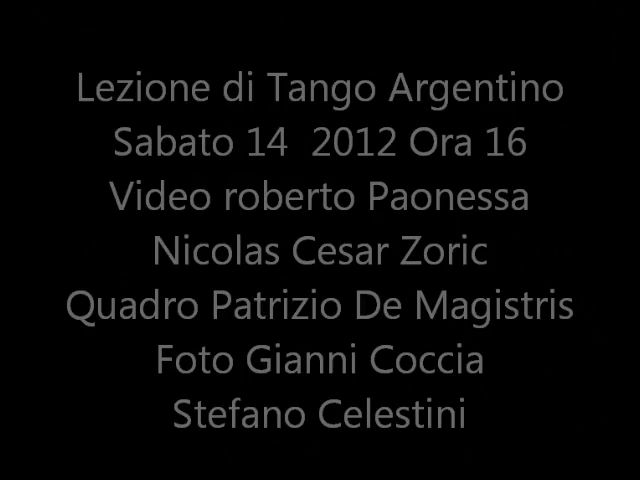 Lezione di Tango Argentino
Sabato 14  2012 Ora 16
Video roberto Paonessa
Nicolas Cesar Zoric
Quadro Patrizio De Magistris
Foto Gianni Coccia
Stefano Celestini